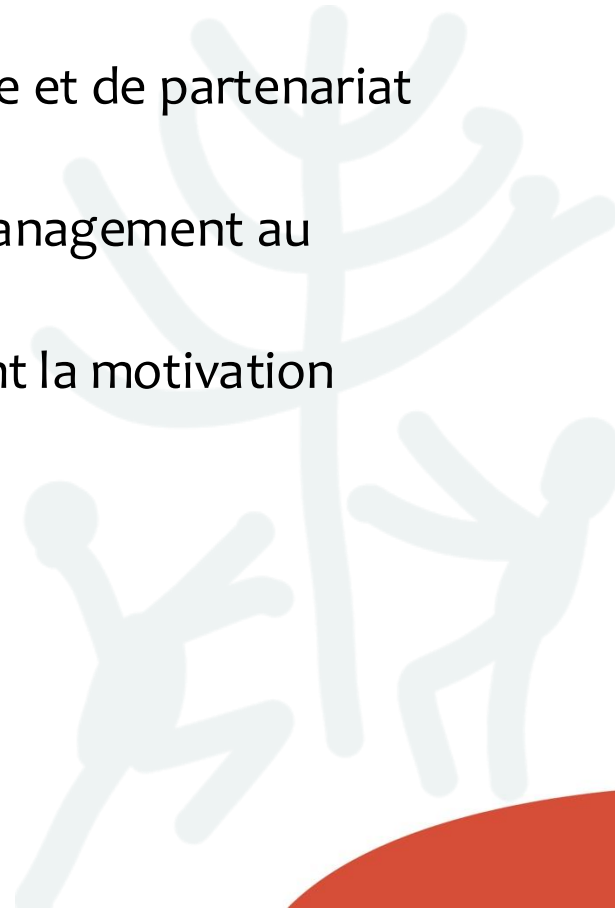 e et de partenariat
anagement au
nt la motivation